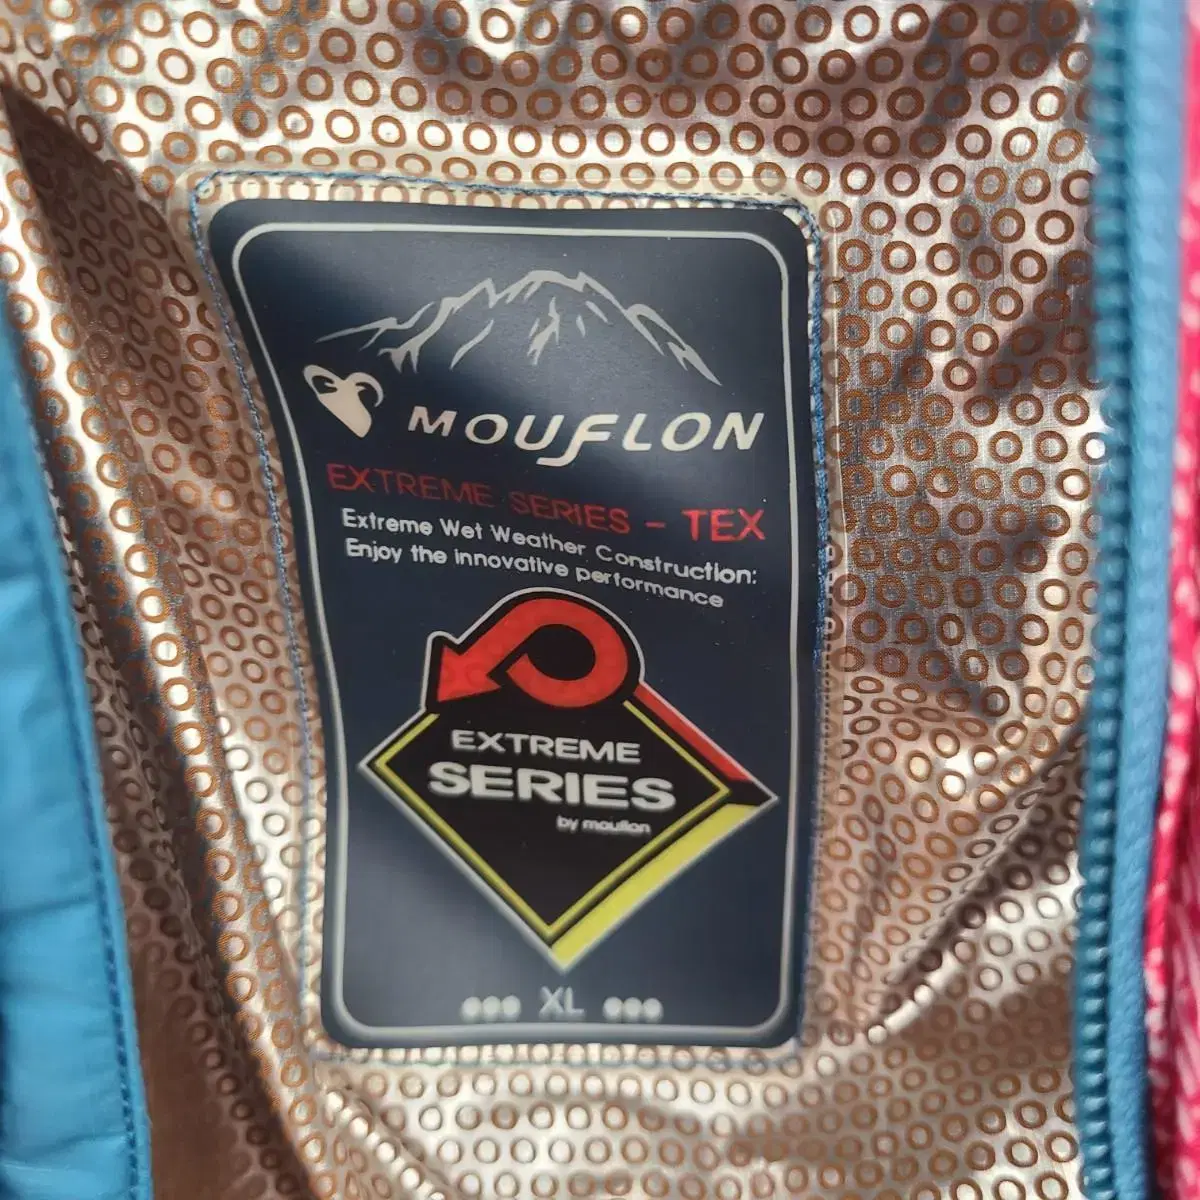 MOUFLON
EXTREME SERIES - TEX
Extreme Wet Weather Construction:
Enjoy the innovative performance
EXTREME
SERIES
by mouflon
XL